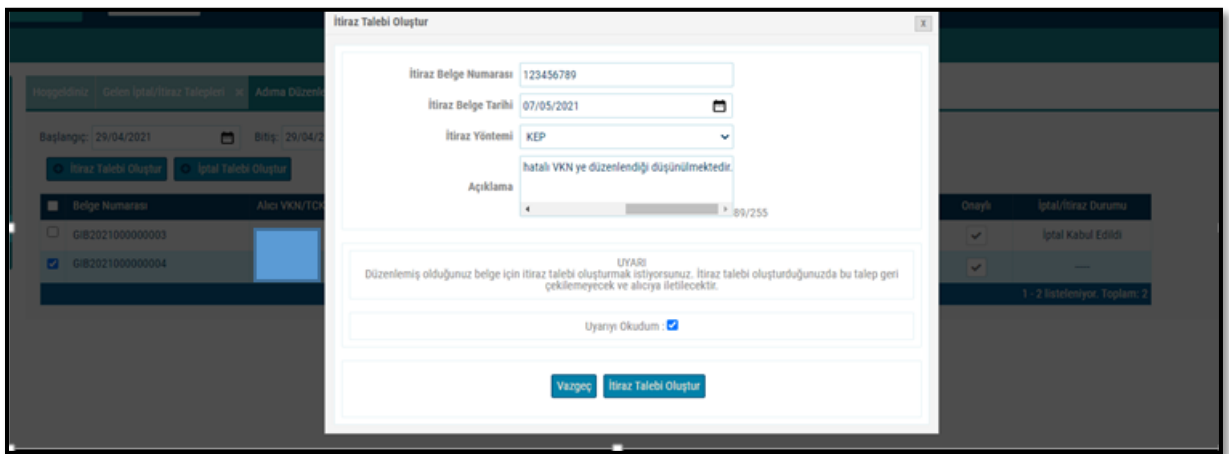 İtiraz Talebi Oluştur
X
İtiraz Belge Numarası 123456789
İtiraz Belge Tarihi 07/05/2021
İtiraz Yöntemi KEP
Açıklama hatalı VKN ye düzenlendiği düşünülmektedir.
89/255
UYARI
Düzenlemiş olduğunuz belge için itiraz talebi oluşturmak istiyorsunuz. İtiraz talebi oluşturduğunuzda bu talep geri
çekilemeyecek ve alıcıya iletilecektir.
Uyarıyı Okudum :
Vazgeç İtiraz Talebi Oluştur
Hoşgeldiniz Gelen İptal/İtiraz Talepleri Adıma Düzenle
Başlangıç: 29/04/2021 Bitiş: 29/04/2
İtiraz Talebi Oluştur İptal Talebi Oluştur
Belge Numarası Alıcı VKN/TCK Onaylı İptal/İtiraz Durumu
GIB2021000000003 İptal Kabul Edildi
GIB2021000000004 ----
1 - 2 listeleniyor. Toplam: 2